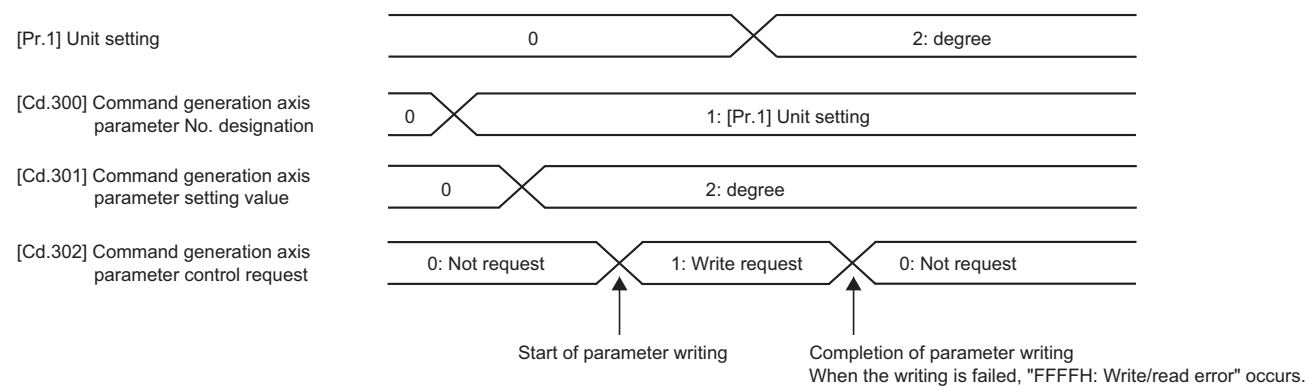 [Pr.1] Unit setting
0
2: degree
[Cd.300] Command generation axis
parameter No. designation
0
1: [Pr.1] Unit setting
[Cd.301] Command generation axis
parameter setting value
0
2: degree
[Cd.302] Command generation axis
parameter control request
0: Not request
1: Write request
0: Not request
Start of parameter writing
Completion of parameter writing
When the writing is failed, "FFFFH: Write/read error" occurs.